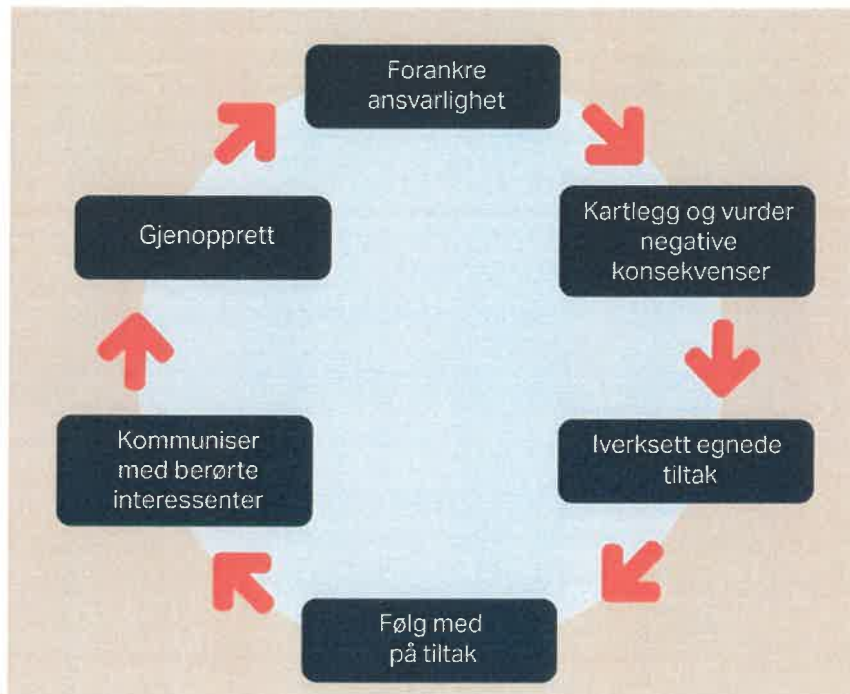 Forankre
ansvarlighet
Kartlegg og vurder
negative
konsekvenser
Iverksett egnede
tiltak
Følg med
på tiltak
Kommuniser
med berørte
interessenter
Gjenopprett